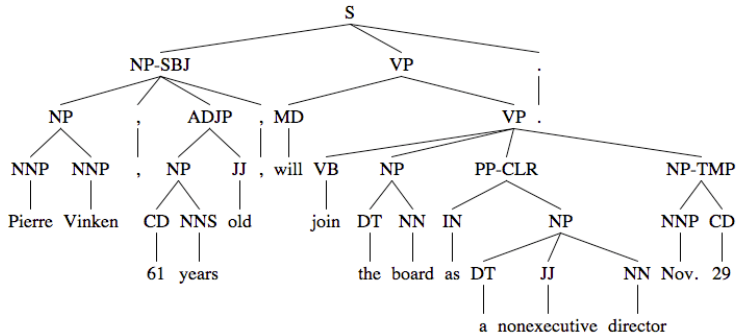 S
NP-SBJ VP .
NP , ADJP , MD VP .
NNP NNP , NP JJ , will VB NP PP-CLR NP-TMP
Pierre Vinken CD NNS old join DT NN IN NP NNP CD
61 years the board as DT JJ NN Nov. 29
a nonexecutive director